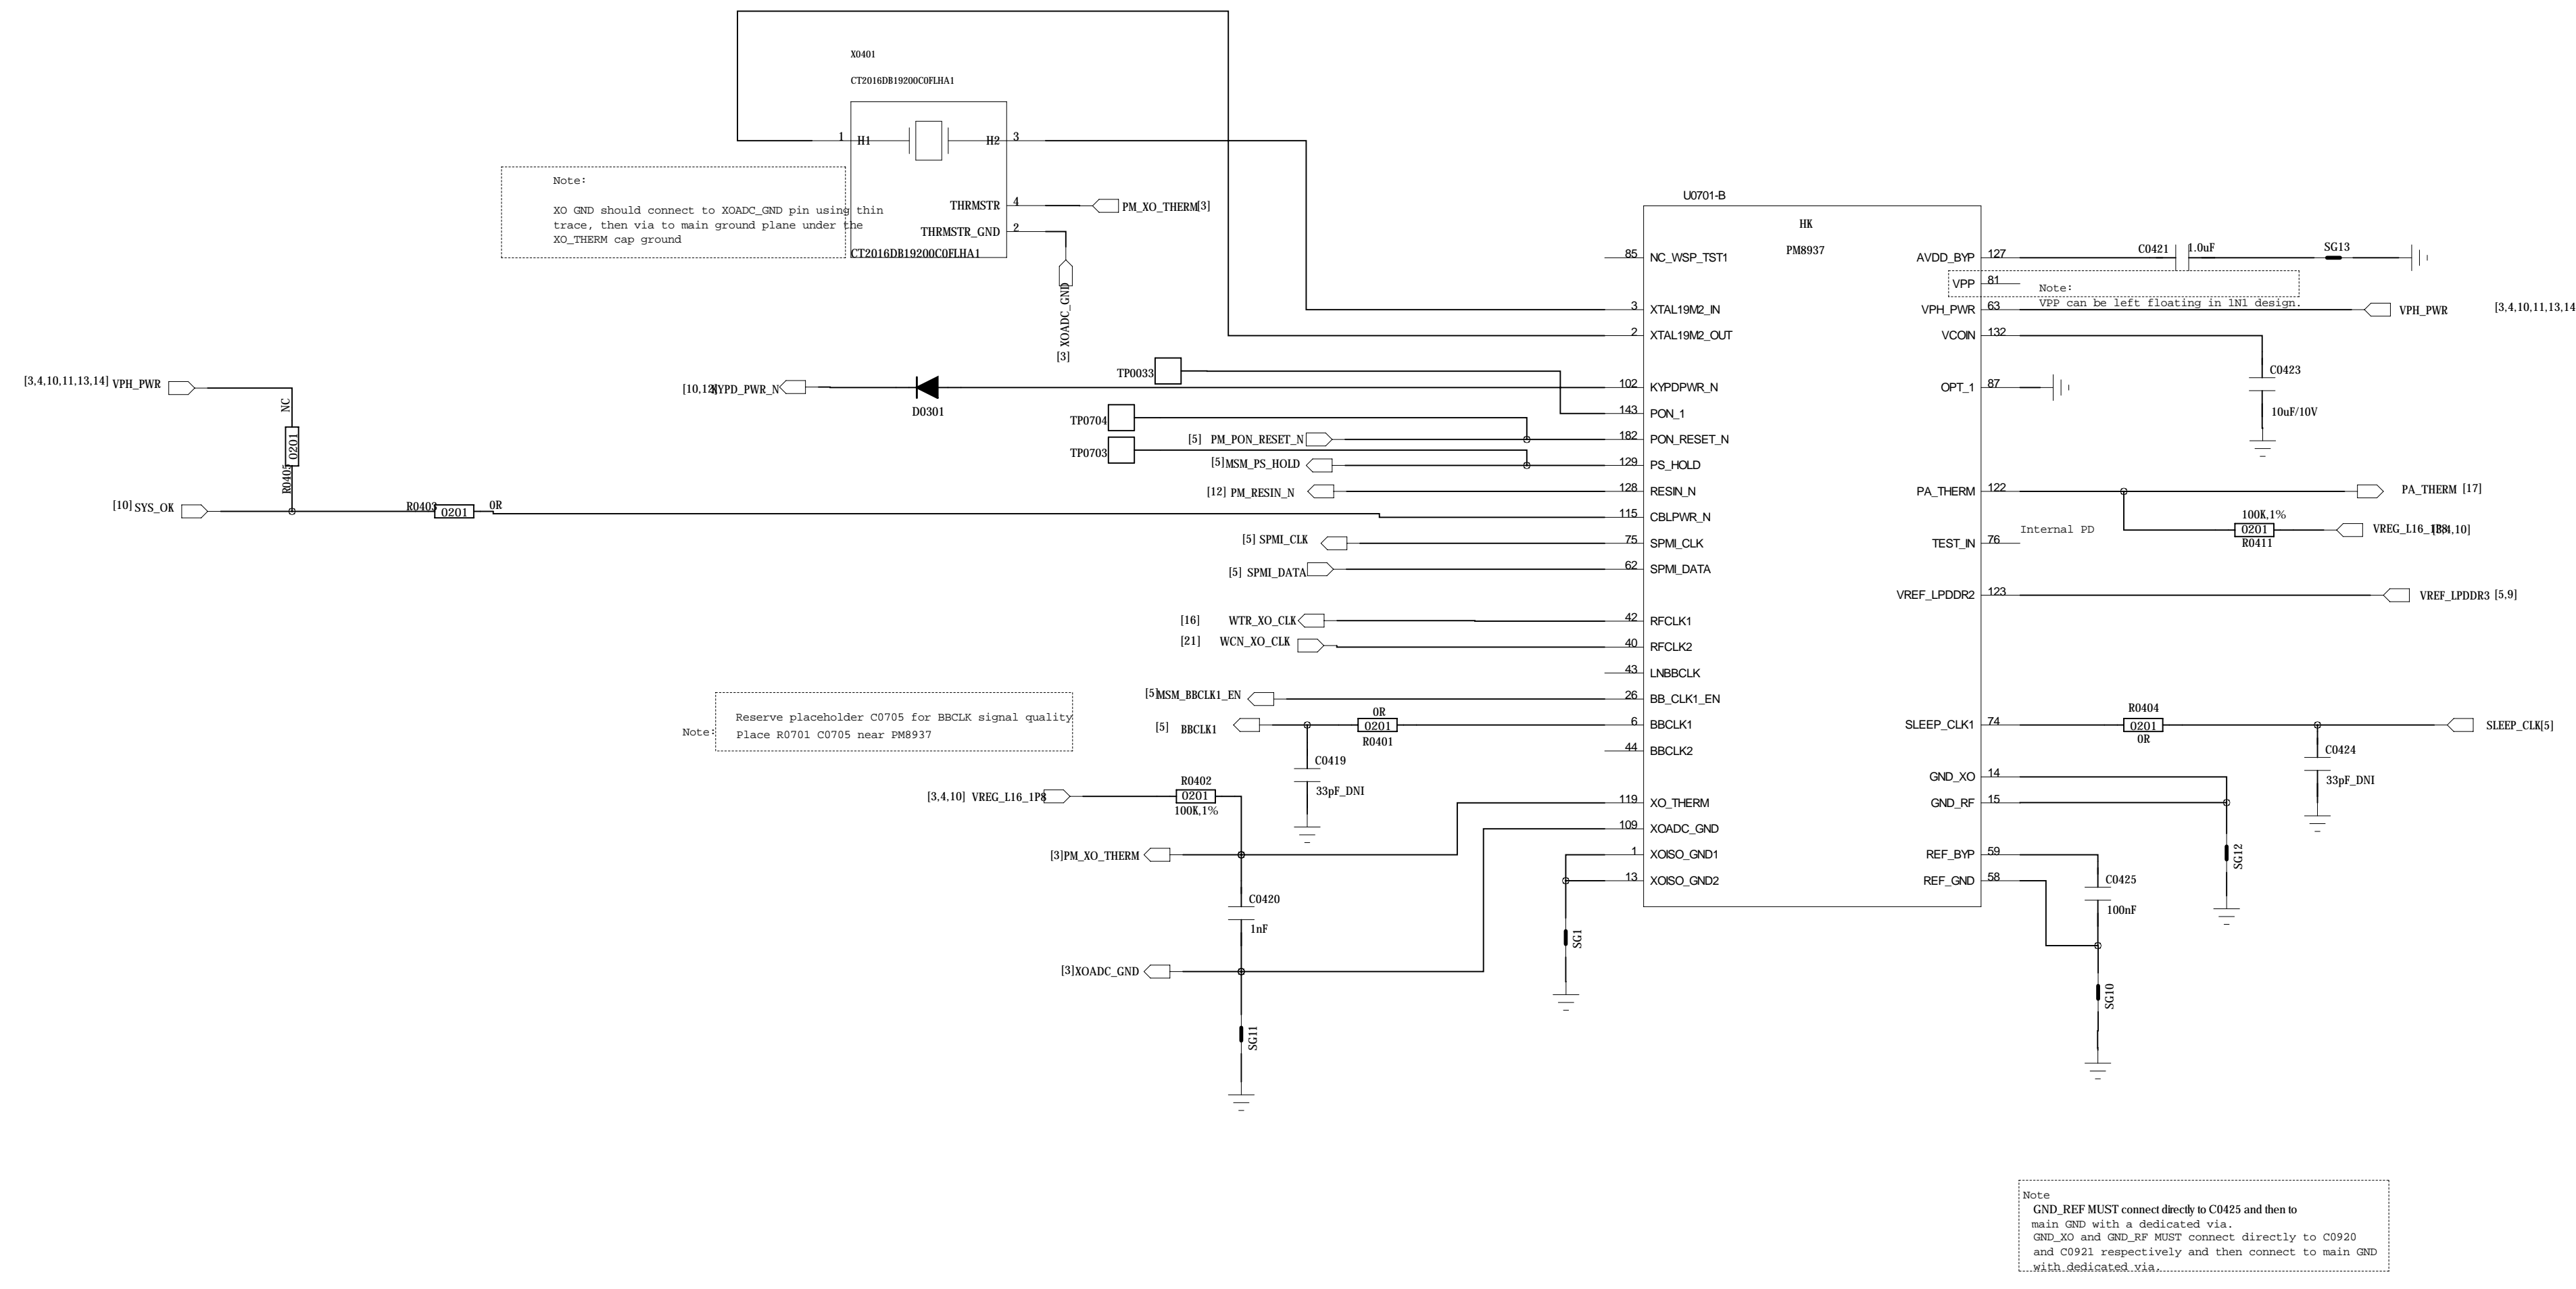 X0401
CT2016DB19200C0FLHA1
1
H1
H2
3
THRMSTR
4
PM_XO_THERM[3]
THRMSTR_GND
2
CT2016DB19200C0FLHA1
XOADC_GND
[3]
Note:
XO GND should connect to XOADC_GND pin using thin
trace, then via to main ground plane under the
XO_THERM cap ground
[3,4,10,11,13,14] VPH_PWR
NC
0201
R0405
[10] SYS_OK
R0403
0201
0R
KYPD_PWR_N
D0301
TP0033
TP0704
TP0703
[5] PM_PON_RESET_N
[5]MSM_PS_HOLD
[12] PM_RESIN_N
[5] SPMI_CLK
[5] SPMI_DATA
[16] WTR_XO_CLK
[21] WCN_XO_CLK
[5]MSM_BBCLK1_EN
[5] BBCLK1
0R
0201
R0401
C0419
33pF_DNI
Note:
Reserve placeholder C0705 for BBCLK signal quality
Place R0701 C0705 near PM8937
[3,4,10] VREG_L16_1P8
R0402
0201
100K,1%
[3]PM_XO_THERM
C0420
1nF
[3]XOADC_GND
SG11
SG1
U0701-B
HK
PM8937
85 NC_WSP_TST1
3 XTAL19M2_IN
2 XTAL19M2_OUT
102 KYPDPWR_N
143 PON_1
182 PON_RESET_N
129 PS_HOLD
128 RESIN_N
115 CBLPWR_N
75 SPMI_CLK
62 SPMI_DATA
42 RFCLK1
40 RFCLK2
43 LNBBCLK
26 BB_CLK1_EN
6 BBCLK1
44 BBCLK2
119 XO_THERM
109 XOADC_GND
1 XOISO_GND1
13 XOISO_GND2
AVDD_BYP 127
VPP 81
VPH_PWR 63
VCOIN 132
OPT_1 87
PA_THERM 122
TEST_IN 76
VREF_LPDDR2 123
SLEEP_CLK1 74
GND_XO 14
GND_RF 15
REF_BYP 59
REF_GND 58
C0421
1.0uF
SG13
Note:
VPP can be left floating in 1N1 design.
VPH_PWR
[3,4,10,11,13,14
C0423
10uF/10V
PA_THERM [17]
100K,1%
0201
R0411
Internal PD
VREF_LPDDR3 [5,9]
R0404
0201
0R
SLEEP_CLK[5]
C0424
33pF_DNI
SG12
C0425
100nF
SG10
Note
GND_REF MUST connect directly to C0425 and then to
main GND with a dedicated via.
GND_XO and GND_RF MUST connect directly to C0920
and C0921 respectively and then connect to main GND
with dedicated via.